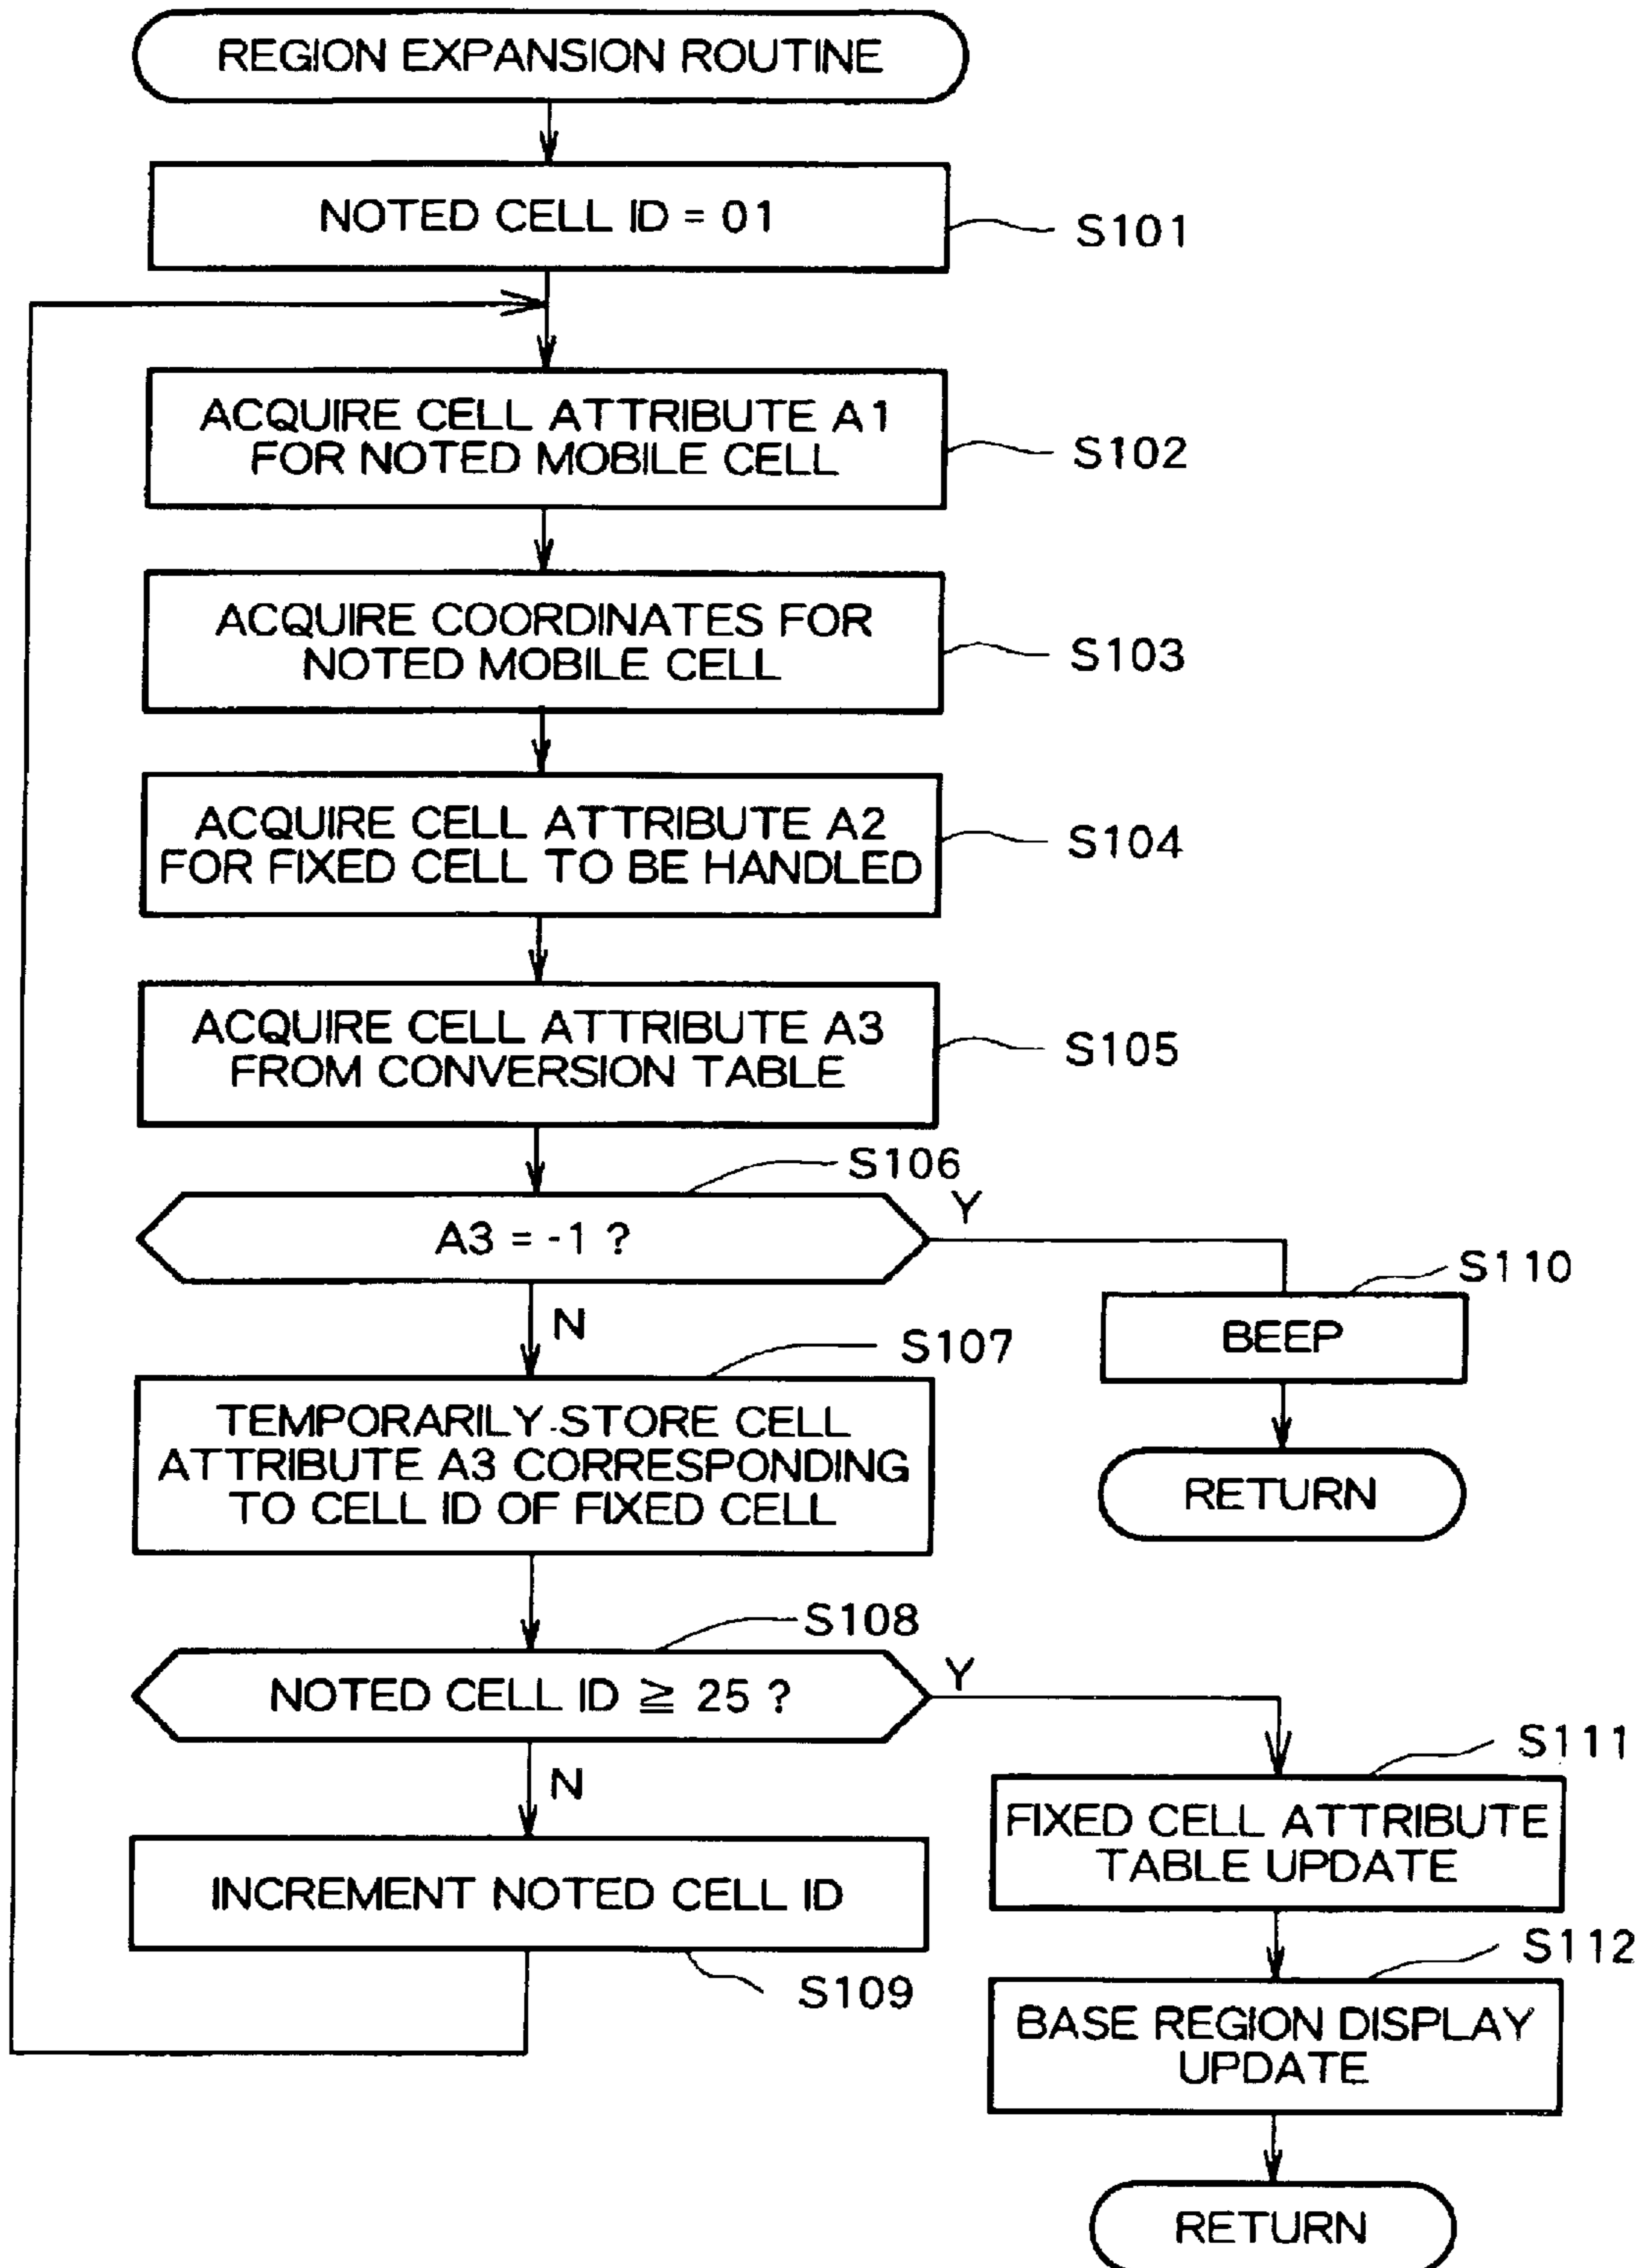 REGION EXPANSION ROUTINE
NOTED CELL ID = 01
S101
ACQUIRE CELL ATTRIBUTE A1
FOR NOTED MOBILE CELL
S102
ACQUIRE COORDINATES FOR
NOTED MOBILE CELL
S103
ACQUIRE CELL ATTRIBUTE A2
FOR FIXED CELL TO BE HANDLED
S104
ACQUIRE CELL ATTRIBUTE A3
FROM CONVERSION TABLE
S105
S106
A3 = -1 ?
Y
N
S110
BEEP
RETURN
S107
TEMPORARILY-STORE CELL
ATTRIBUTE A3 CORRESPONDING
TO CELL ID OF FIXED CELL
S108
NOTED CELL ID ≧ 25 ?
Y
N
S111
FIXED CELL ATTRIBUTE
TABLE UPDATE
INCREMENT NOTED CELL ID
S109
S112
BASE REGION DISPLAY
UPDATE
RETURN